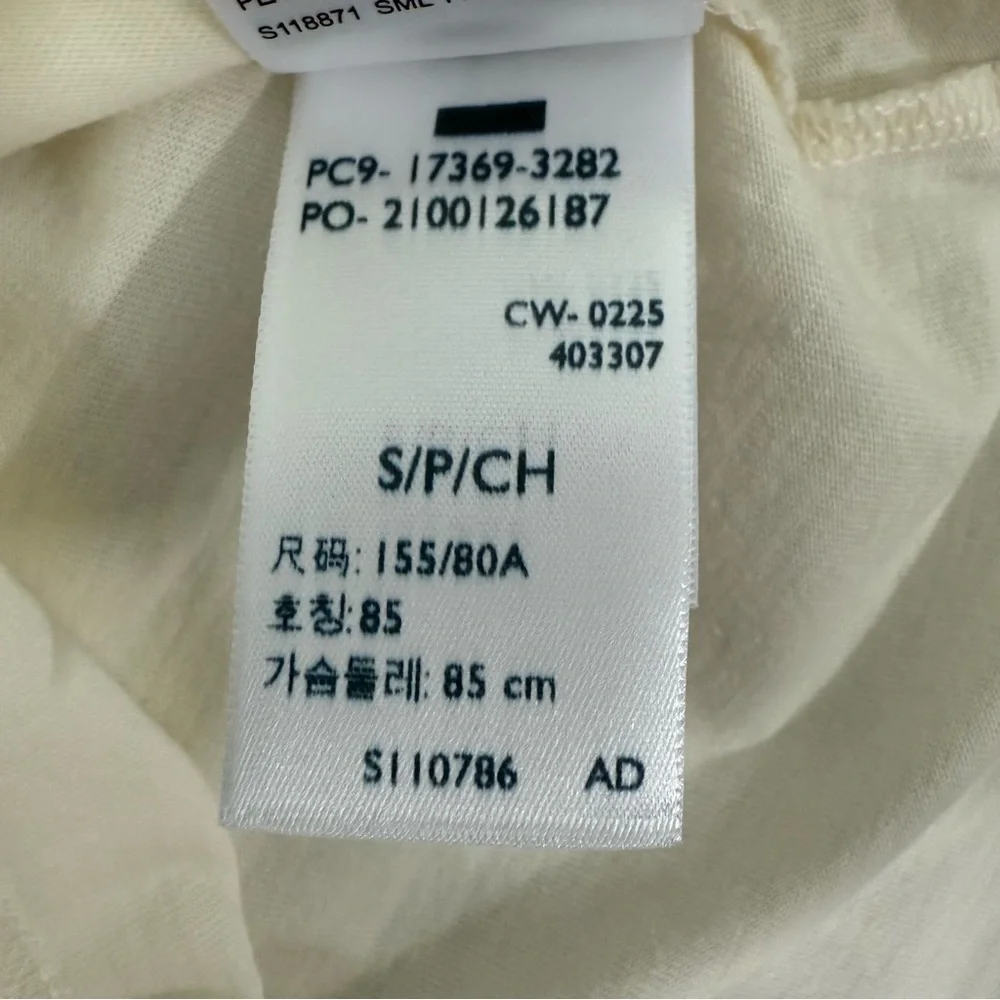 S118871 SML
PC9- 17369-3282
PO- 2100126187
CW- 0225
403307
S/P/CH
尺码: 155/80A
호칭:85
가슴둘레: 85 cm
S110786 AD